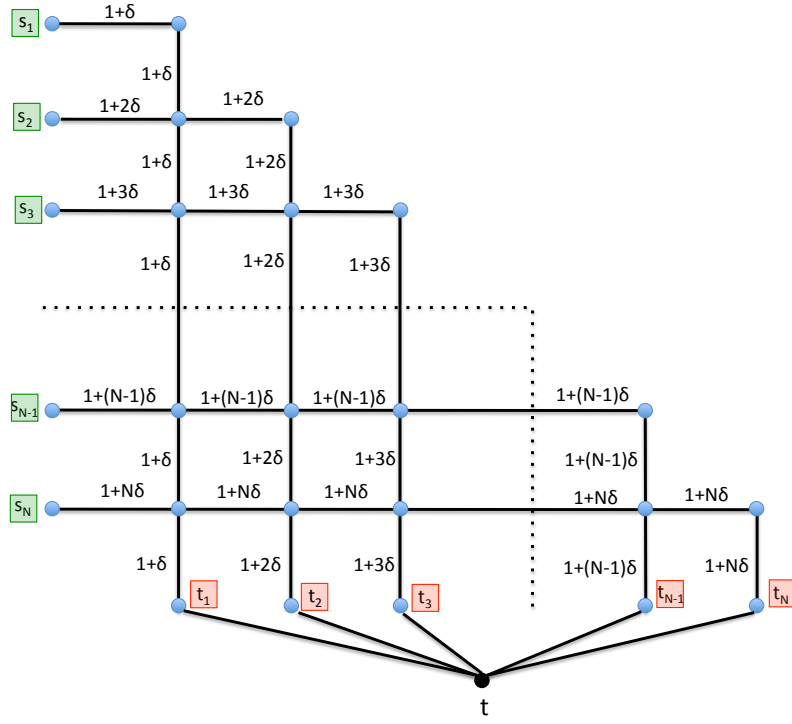 1+δ
s1
1+δ
1+2δ 1+2δ
s2
1+δ 1+2δ
1+3δ 1+3δ 1+3δ
s3
1+δ 1+2δ 1+3δ
1+(N-1)δ 1+(N-1)δ 1+(N-1)δ 1+(N-1)δ
sN-1
1+δ 1+2δ 1+3δ 1+(N-1)δ
1+Nδ 1+Nδ 1+Nδ 1+Nδ 1+Nδ
sN
1+δ 1+2δ 1+3δ 1+(N-1)δ 1+Nδ
t1 t2 t3 tN-1 tN
t